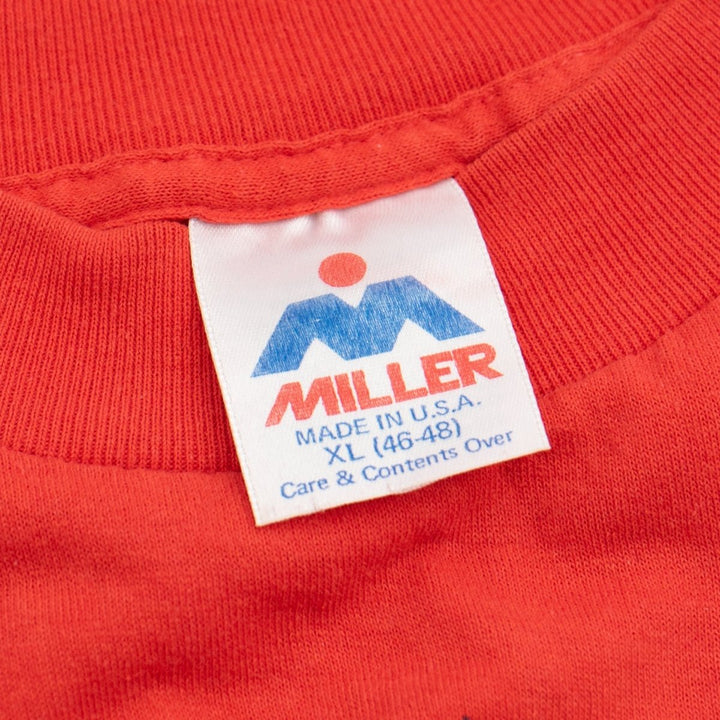 MILLER
MADE IN U.S.A.
XL (46-48)
Care & Contents Over